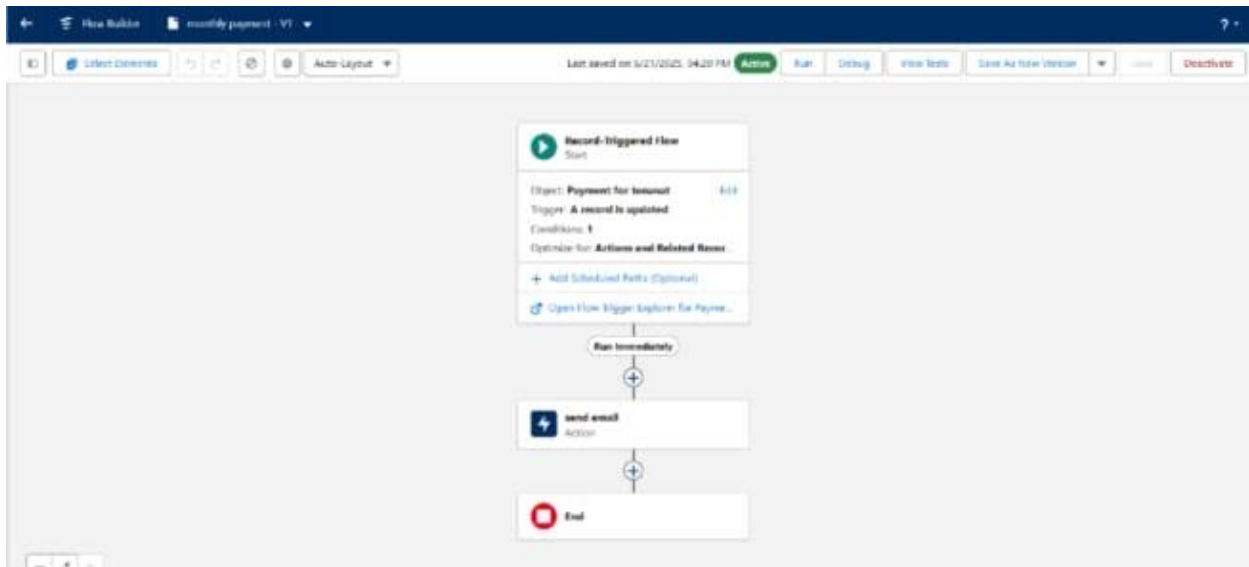 Flow Builder
monthly payment - V1
?
Select Elements
Auto-Layout
Last saved on 6/21/2025, 04:20 PM
Active
Run
Debug
View Tests
Save As New Version
Save
Deactivate
Record-Triggered Flow
Start
Object: Payment for tenunat
Edit
Trigger: A record is updated
Conditions: 1
Optimize for: Actions and Related Recor...
+ Add Scheduled Paths (Optional)
Open Flow Trigger Explorer for Payme...
Run Immediately
send email
Action
End